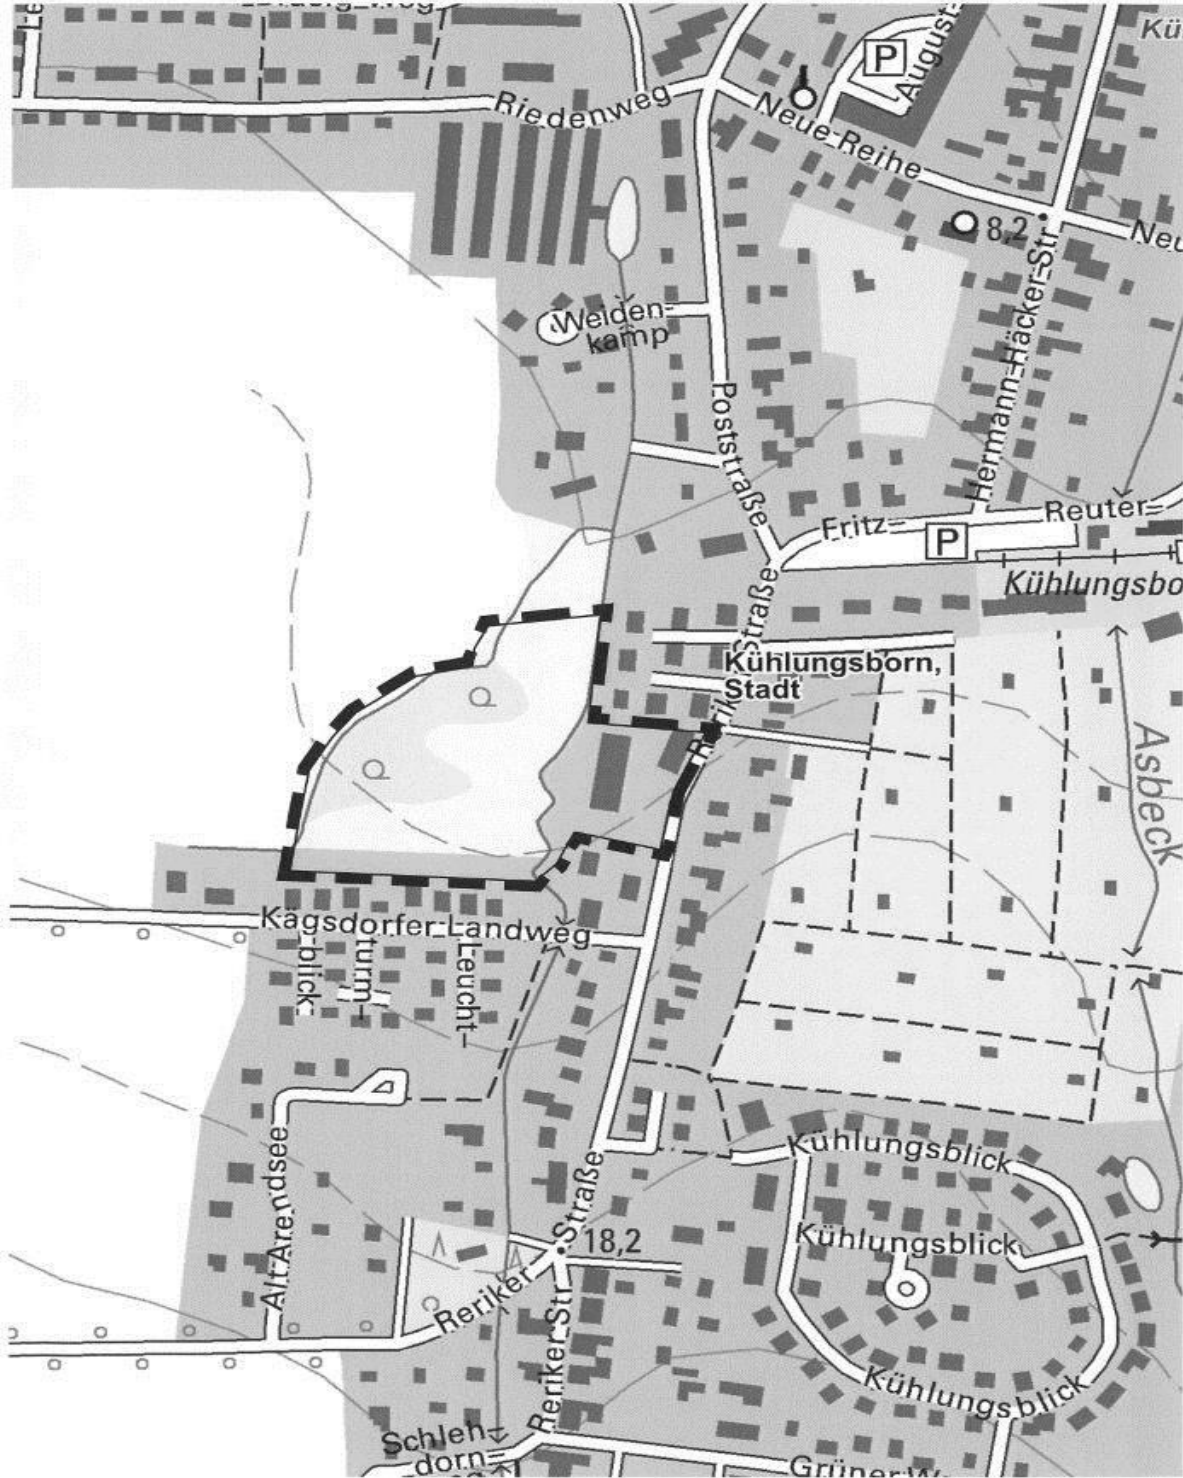 Riedenweg
P
August-
Kü
Neue Reihe
8,2
Neu
Weiden-
kamp
Hermann-Häcker-Str
Poststraße
Fritz-
Reuter-
P
Kühlungsbo
Straße
Kühlungsborn,
Stadt
Asbeck
Kägsdorfer Landweg
blick
turm-
Leucht-
Kühlungsblick
Alt Arendsee
Straße
18,2
Kühlungsblick
Reriker
Reriker Str
Kühlungsblick
Schleh-
dorn-
Grüner W